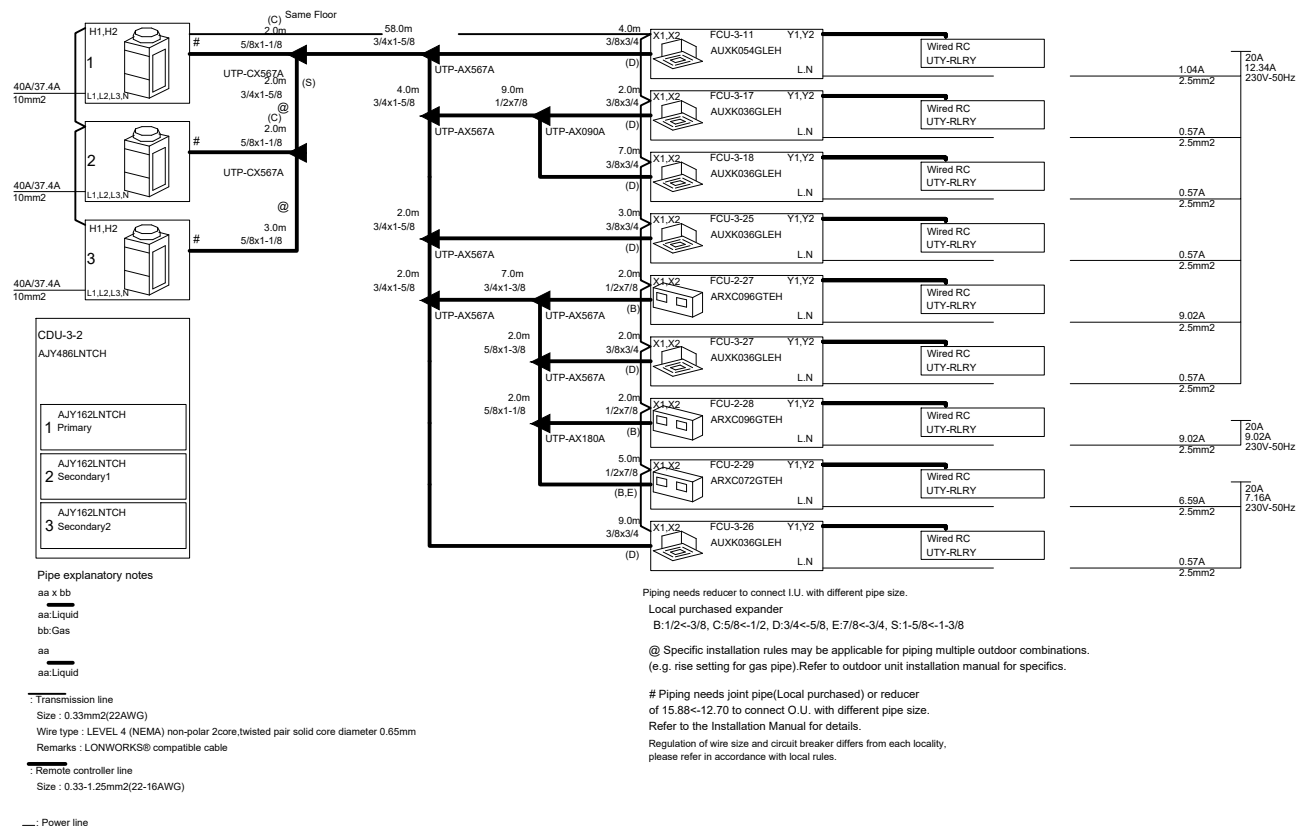 (C) Same Floor
H1,H2
1
L1,L2,L3,N
40A/37.4A
10mm2
#
2.0m
5/8x1-1/8
UTP-CX567A
2.0m
3/4x1-5/8
(S)
@
2
L1,L2,L3,N
40A/37.4A
10mm2
#
(C)
2.0m
5/8x1-1/8
UTP-CX567A
@
H1,H2
3
L1,L2,L3,N
40A/37.4A
10mm2
#
3.0m
5/8x1-1/8
58.0m
3/4x1-5/8
UTP-AX567A
4.0m
3/8x3/4
(D)
X1,X2 FCU-3-11 Y1,Y2
AUXK054GLEH
L.N
Wired RC
UTY-RLRY
1.04A
2.5mm2
20A
12.34A
230V-50Hz
4.0m
3/4x1-5/8
UTP-AX567A
9.0m
1/2x7/8
UTP-AX090A
2.0m
3/8x3/4
(D)
X1,X2 FCU-3-17 Y1,Y2
AUXK036GLEH
L.N
Wired RC
UTY-RLRY
0.57A
2.5mm2
7.0m
3/8x3/4
(D)
X1,X2 FCU-3-18 Y1,Y2
AUXK036GLEH
L.N
Wired RC
UTY-RLRY
0.57A
2.5mm2
2.0m
3/4x1-5/8
UTP-AX567A
3.0m
3/8x3/4
(D)
X1,X2 FCU-3-25 Y1,Y2
AUXK036GLEH
L.N
Wired RC
UTY-RLRY
0.57A
2.5mm2
2.0m
3/4x1-5/8
UTP-AX567A
7.0m
3/4x1-3/8
UTP-AX567A
2.0m
1/2x7/8
(B)
X1,X2 FCU-2-27 Y1,Y2
ARXC096GTEH
L.N
Wired RC
UTY-RLRY
9.02A
2.5mm2
2.0m
5/8x1-3/8
UTP-AX567A
2.0m
3/8x3/4
(D)
X1,X2 FCU-3-27 Y1,Y2
AUXK036GLEH
L.N
Wired RC
UTY-RLRY
0.57A
2.5mm2
2.0m
5/8x1-1/8
UTP-AX180A
2.0m
1/2x7/8
(B)
X1,X2 FCU-2-28 Y1,Y2
ARXC096GTEH
L.N
Wired RC
UTY-RLRY
9.02A
2.5mm2
20A
9.02A
230V-50Hz
5.0m
1/2x7/8
(B,E)
X1,X2 FCU-2-29 Y1,Y2
ARXC072GTEH
L.N
Wired RC
UTY-RLRY
6.59A
2.5mm2
20A
7.16A
230V-50Hz
9.0m
3/8x3/4
(D)
X1,X2 FCU-3-26 Y1,Y2
AUXK036GLEH
L.N
Wired RC
UTY-RLRY
0.57A
2.5mm2
CDU-3-2
AJY486LNTCH
AJY162LNTCH
1 Primary
AJY162LNTCH
2 Secondary1
AJY162LNTCH
3 Secondary2
Pipe explanatory notes
aa x bb
aa:Liquid
bb:Gas
aa
aa:Liquid
: Transmission line
Size : 0.33mm2(22AWG)
Wire type : LEVEL 4 (NEMA) non-polar 2core,twisted pair solid core diameter 0.65mm
Remarks : LONWORKS® compatible cable
: Remote controller line
Size : 0.33-1.25mm2(22-16AWG)
: Power line
Piping needs reducer to connect I.U. with different pipe size.
Local purchased expander
B:1/2<-3/8, C:5/8<-1/2, D:3/4<-5/8, E:7/8<-3/4, S:1-5/8<-1-3/8
@ Specific installation rules may be applicable for piping multiple outdoor combinations.
(e.g. rise setting for gas pipe).Refer to outdoor unit installation manual for specifics.
# Piping needs joint pipe(Local purchased) or reducer
of 15.88<-12.70 to connect O.U. with different pipe size.
Refer to the Installation Manual for details.
Regulation of wire size and circuit breaker differs from each locality,
please refer in accordance with local rules.